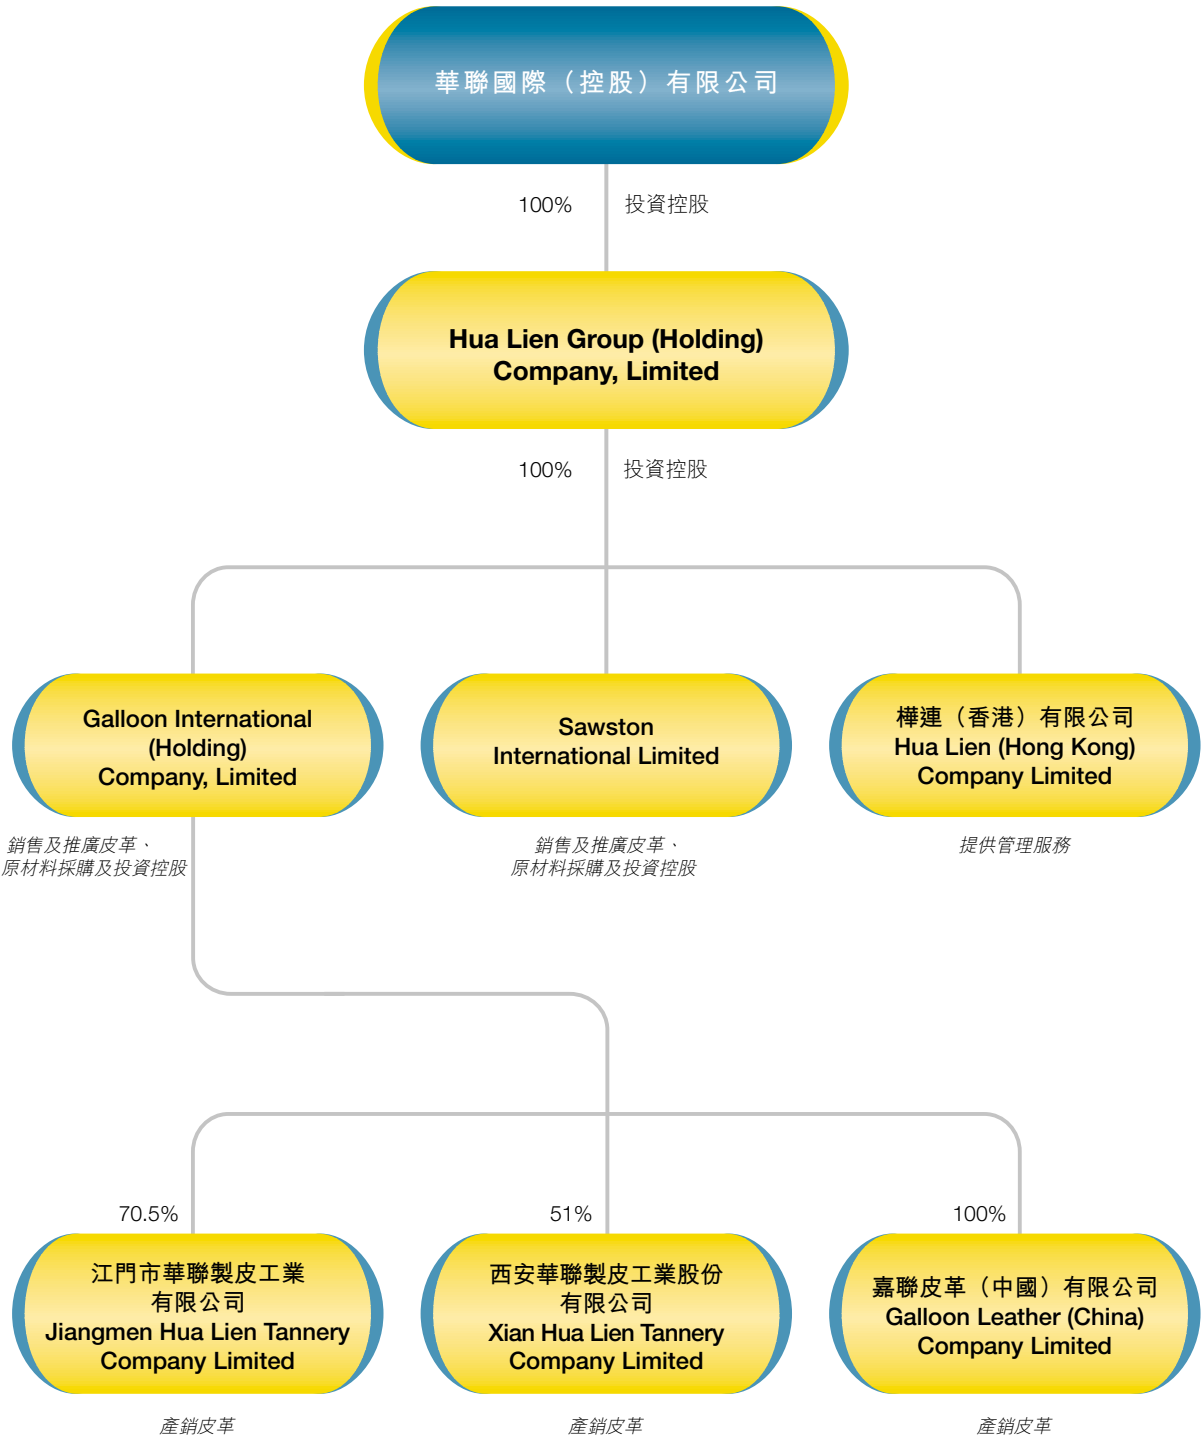 華聯國際（控股）有限公司
100%
投資控股
Hua Lien Group (Holding)
Company, Limited
100%
投資控股
Galloon International
(Holding)
Company, Limited
Sawston
International Limited
樺連（香港）有限公司
Hua Lien (Hong Kong)
Company Limited
銷售及推廣皮革、
原材料採購及投資控股
銷售及推廣皮革、
原材料採購及投資控股
提供管理服務
70.5%
51%
100%
江門市華聯製皮工業
有限公司
Jiangmen Hua Lien Tannery
Company Limited
西安華聯製皮工業股份
有限公司
Xian Hua Lien Tannery
Company Limited
嘉聯皮革（中國）有限公司
Galloon Leather (China)
Company Limited
產銷皮革
產銷皮革
產銷皮革